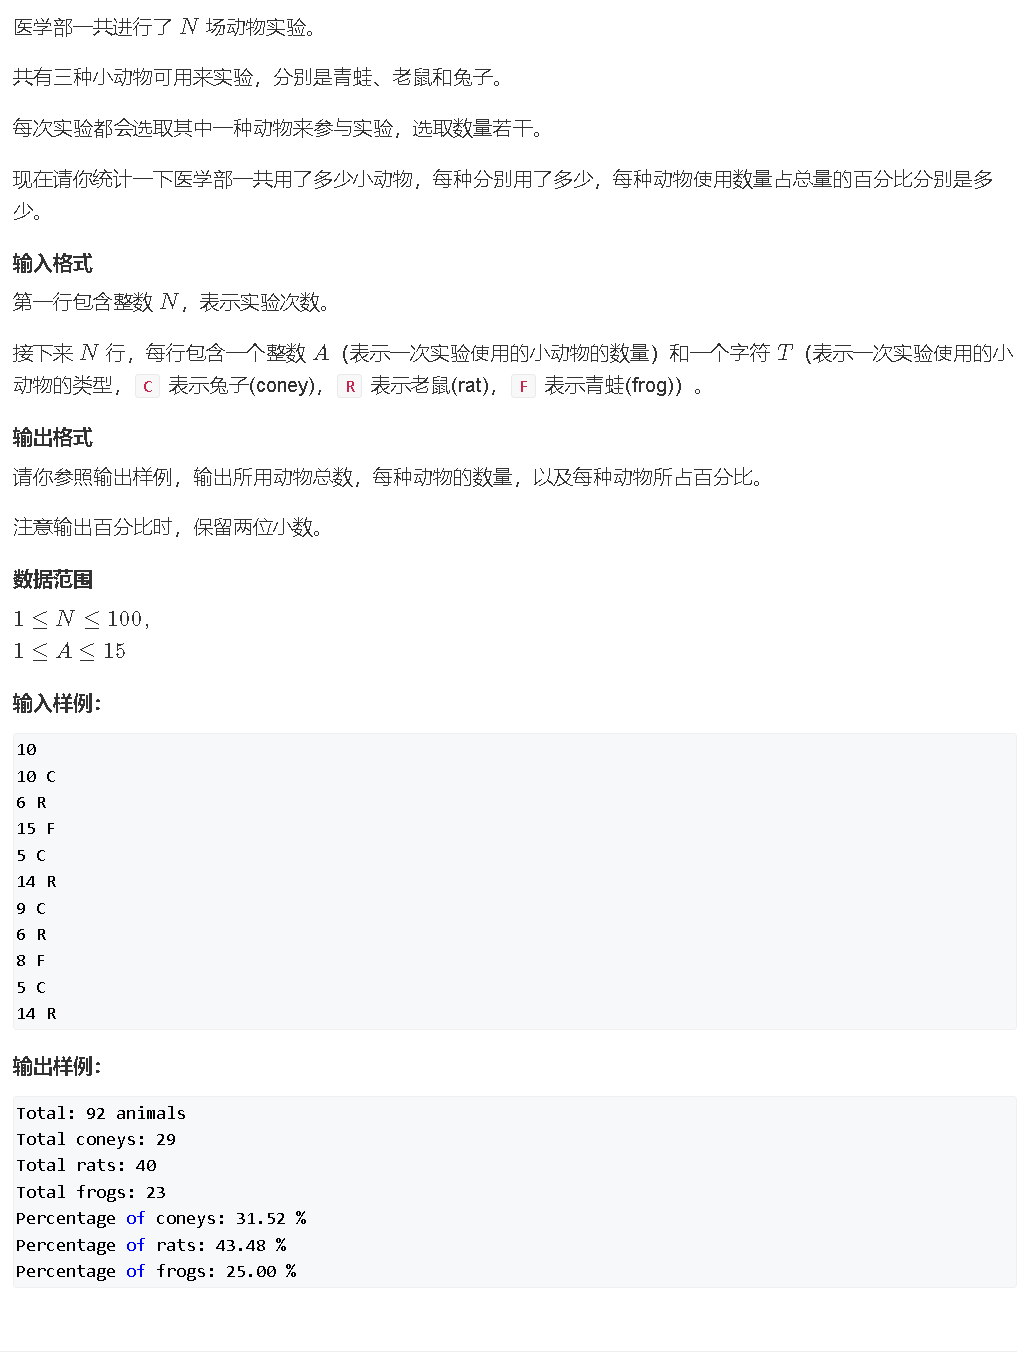 医学部一共进行了 N 场动物实验。
共有三种小动物可用来实验，分别是青蛙、老鼠和兔子。
每次实验都会选取其中一种动物来参与实验，选取数量若干。
现在请你统计一下医学部一共用了多少小动物，每种分别用了多少，每种动物使用数量占总量的百分比分别是多
少。
输入格式
第一行包含整数 N，表示实验次数。
接下来 N 行，每行包含一个整数 A（表示一次实验使用的小动物的数量）和一个字符 T（表示一次实验使用的小
动物的类型， C 表示兔子(coney)， R 表示老鼠(rat)， F 表示青蛙(frog)）。
输出格式
请你参照输出样例，输出所用动物总数，每种动物的数量，以及每种动物所占百分比。
注意输出百分比时，保留两位小数。
数据范围
1 ≤ N ≤ 100,
1 ≤ A ≤ 15
输入样例：
10
10 C
6 R
15 F
5 C
14 R
9 C
6 R
8 F
5 C
14 R
输出样例：
Total: 92 animals
Total coneys: 29
Total rats: 40
Total frogs: 23
Percentage of coneys: 31.52 %
Percentage of rats: 43.48 %
Percentage of frogs: 25.00 %